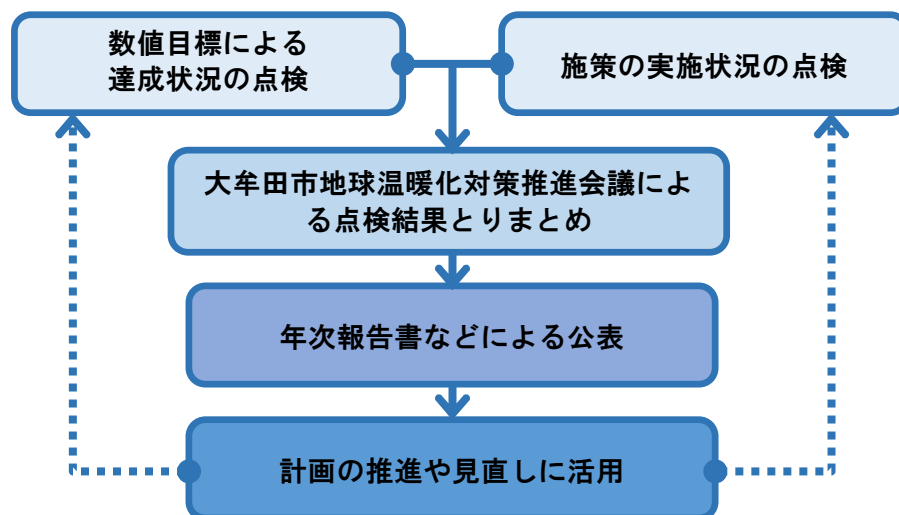 数値目標による
達成状況の点検
施策の実施状況の点検
大牟田市地球温暖化対策推進会議によ
る点検結果とりまとめ
年次報告書などによる公表
計画の推進や見直しに活用